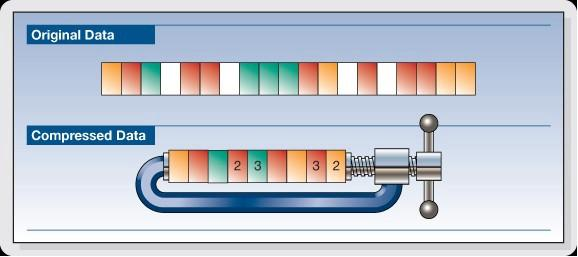 Original Data
Compressed Data
2 3 3 2